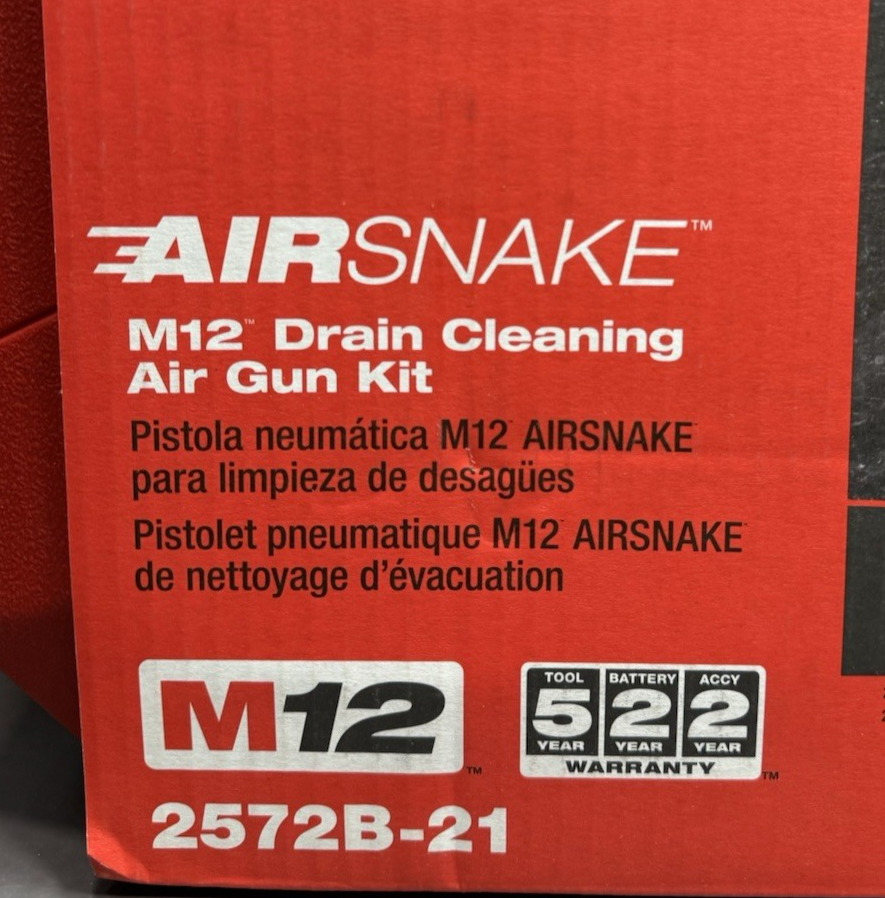 AIRSNAKE™
M12™ Drain Cleaning
Air Gun Kit
Pistola neumática M12™ AIRSNAKE™
para limpieza de desagües
Pistolet pneumatique M12™ AIRSNAKE™
de nettoyage d'évacuation
M12™
TOOL BATTERY ACCY
5 2 2
YEAR YEAR YEAR
WARRANTY™
2572B-21